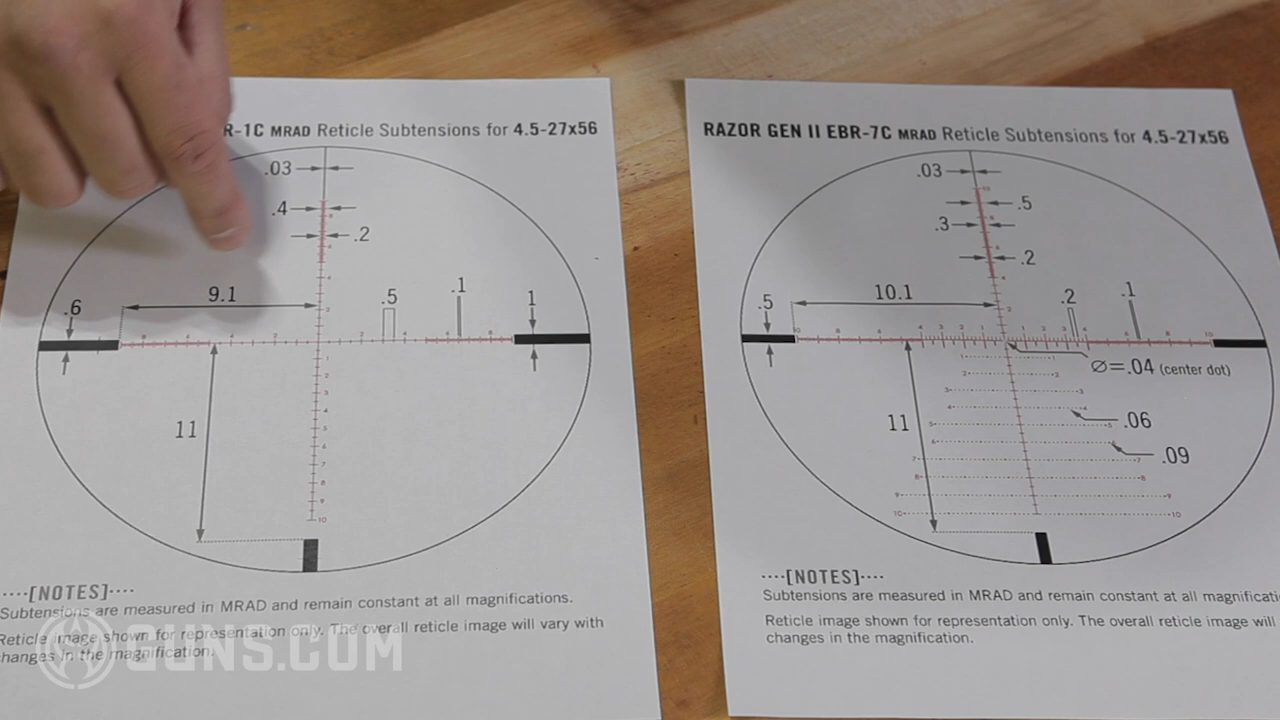 R-1C MRAD Reticle Subtensions for 4.5-27x56
.03
.4
.2
9.1
.5
.1
.6
1
11
----[NOTES]----
Subtensions are measured in MRAD and remain constant at all magnifications.
Reticle image shown for representation only. The overall reticle image will vary with
changes in the magnification.
RAZOR GEN II EBR-7C MRAD Reticle Subtensions for 4.5-27x56
.03
.5
.3
.2
10.1
.2
.1
.5
Ø=.04 (center dot)
11
.06
.09
----[NOTES]----
Subtensions are measured in MRAD and remain constant at all magnificati
Reticle image shown for representation only. The overall reticle image will
changes in the magnification.
GUNS.COM